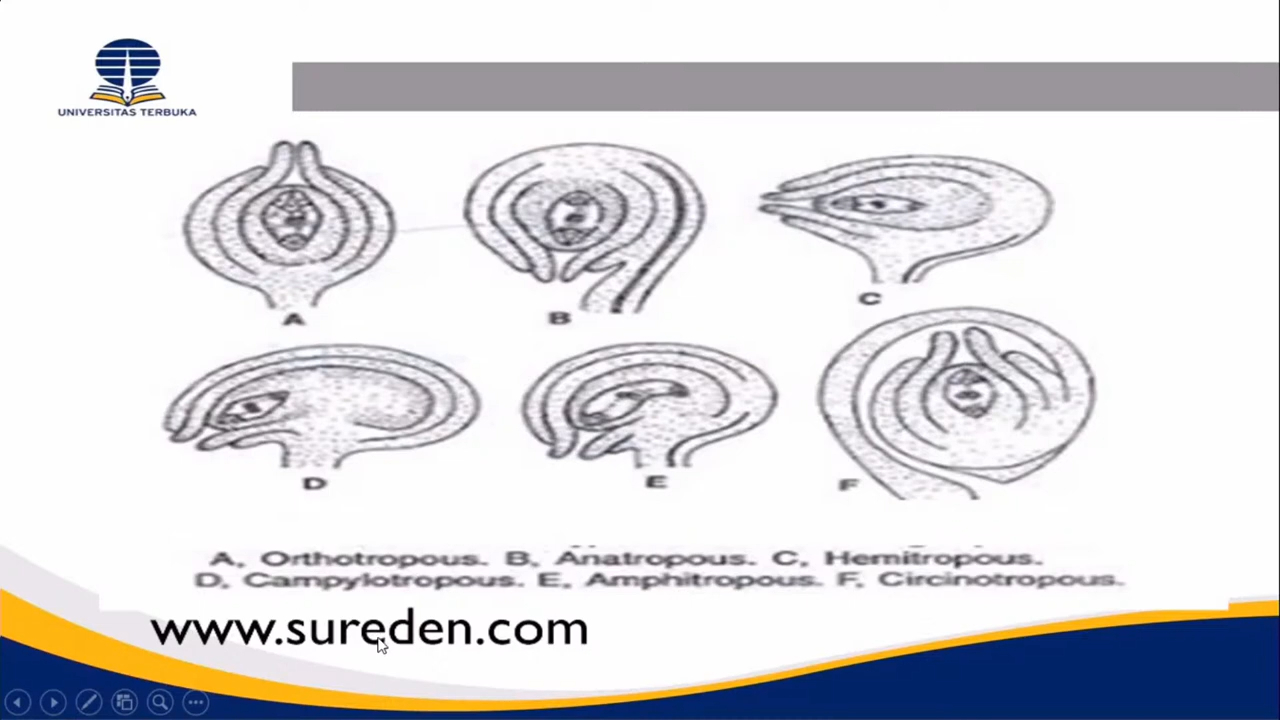 UNIVERSITAS TERBUKA
A
B
C
D
E
F
A, Orthotropous. B, Anatropous. C, Hemitropous.
D, Campylotropous. E, Amphitropous. F, Circinotropous.
www.sureden.com